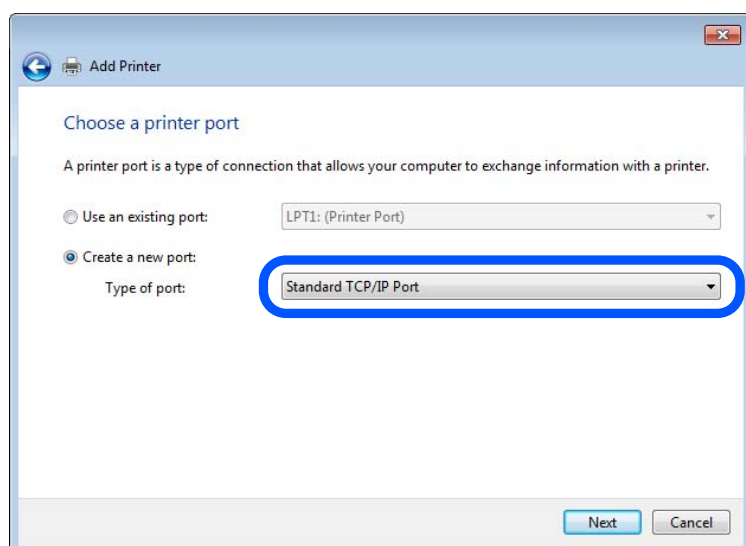 Add Printer
Choose a printer port
A printer port is a type of connection that allows your computer to exchange information with a printer.
Use an existing port: LPT1: (Printer Port)
Create a new port:
Type of port: Standard TCP/IP Port
Next Cancel